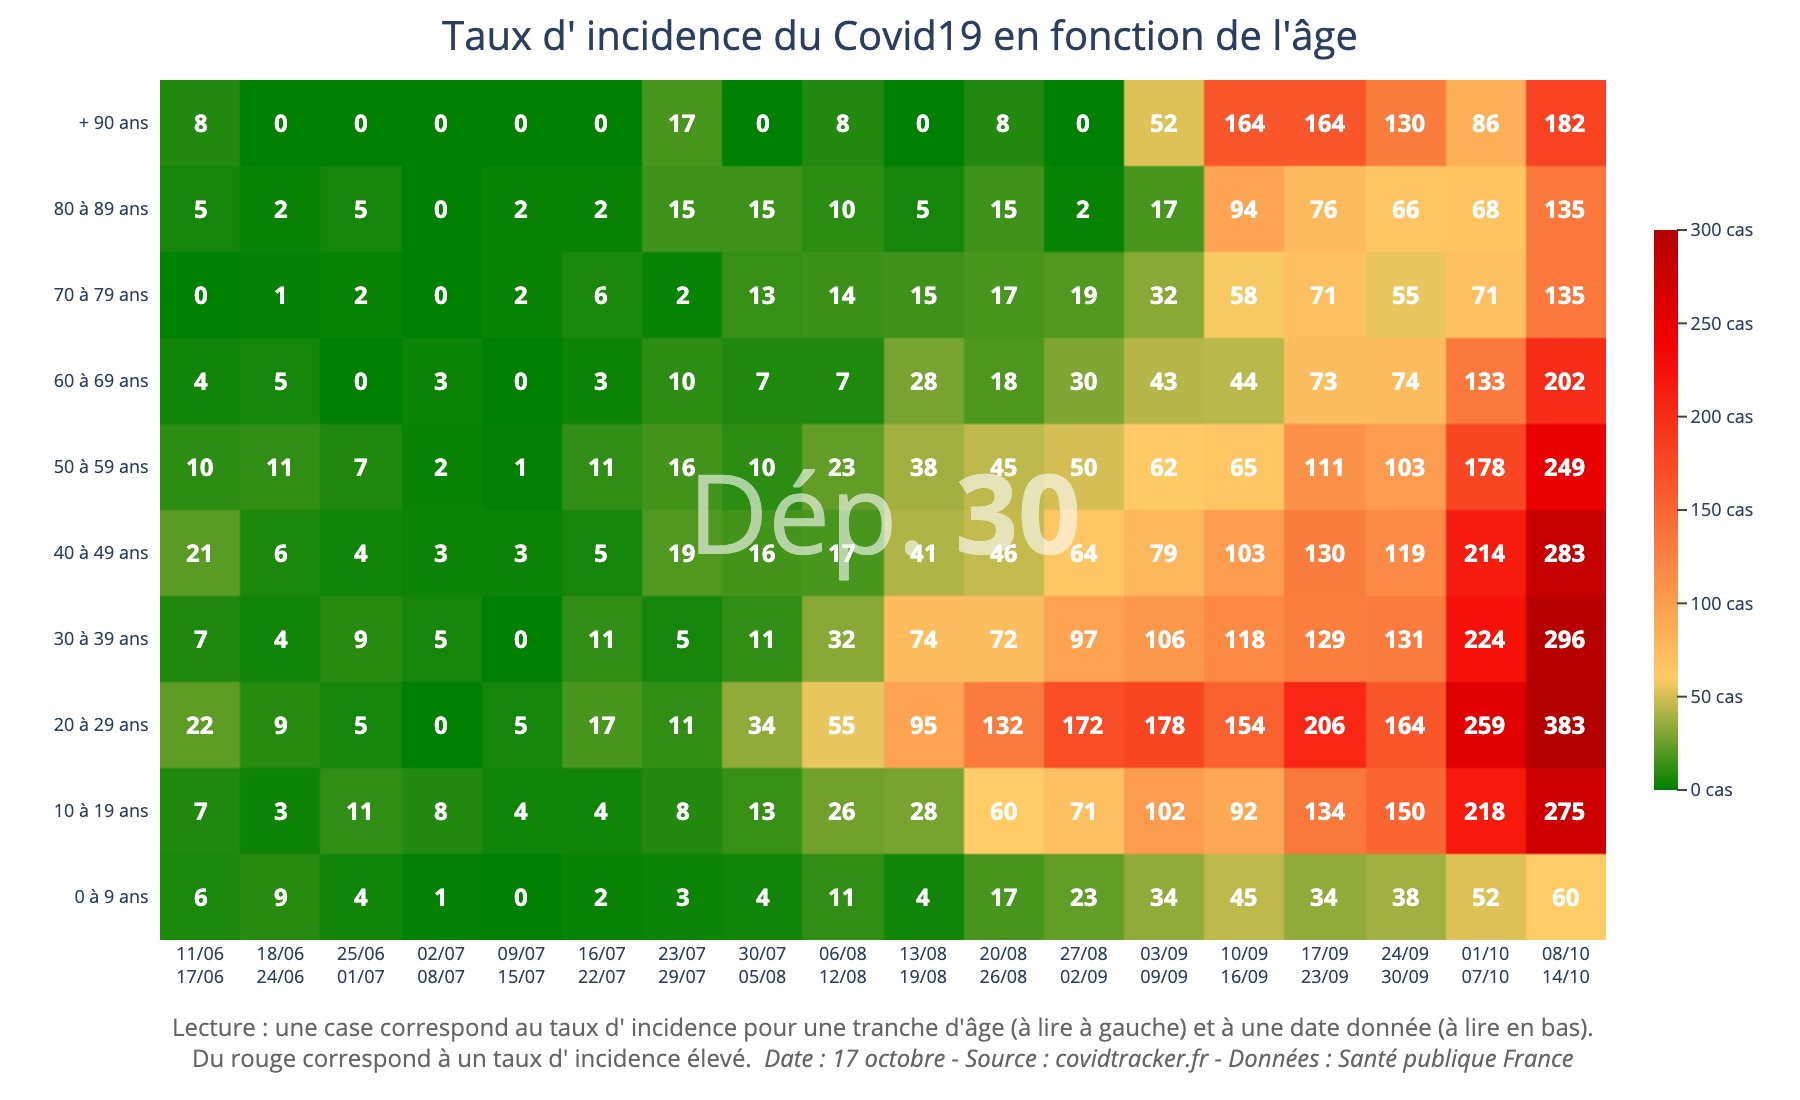 Taux d' incidence du Covid19 en fonction de l'âge
+ 90 ans 8 0 0 0 0 0 17 0 8 0 8 0 52 164 164 130 86 182
80 à 89 ans 5 2 5 0 2 2 15 15 10 5 15 2 17 94 76 66 68 135
70 à 79 ans 0 1 2 0 2 6 2 13 14 15 17 19 32 58 71 55 71 135
60 à 69 ans 4 5 0 3 0 3 10 7 7 28 18 30 43 44 73 74 133 202
50 à 59 ans 10 11 7 2 1 11 16 10 23 38 45 50 62 65 111 103 178 249
Dép. 30
40 à 49 ans 21 6 4 3 3 5 19 16 17 41 46 64 79 103 130 119 214 283
30 à 39 ans 7 4 9 5 0 11 5 11 32 74 72 97 106 118 129 131 224 296
20 à 29 ans 22 9 5 0 5 17 11 34 55 95 132 172 178 154 206 164 259 383
10 à 19 ans 7 3 11 8 4 4 8 13 26 28 60 71 102 92 134 150 218 275
0 à 9 ans 6 9 4 1 0 2 3 4 11 4 17 23 34 45 34 38 52 60
11/06 18/06 25/06 02/07 09/07 16/07 23/07 30/07 06/08 13/08 20/08 27/08 03/09 10/09 17/09 24/09 01/10 08/10
17/06 24/06 01/07 08/07 15/07 22/07 29/07 05/08 12/08 19/08 26/08 02/09 09/09 16/09 23/09 30/09 07/10 14/10
300 cas
250 cas
200 cas
150 cas
100 cas
50 cas
0 cas
Lecture : une case correspond au taux d' incidence pour une tranche d'âge (à lire à gauche) et à une date donnée (à lire en bas).
Du rouge correspond à un taux d' incidence élevé. Date : 17 octobre - Source : covidtracker.fr - Données : Santé publique France